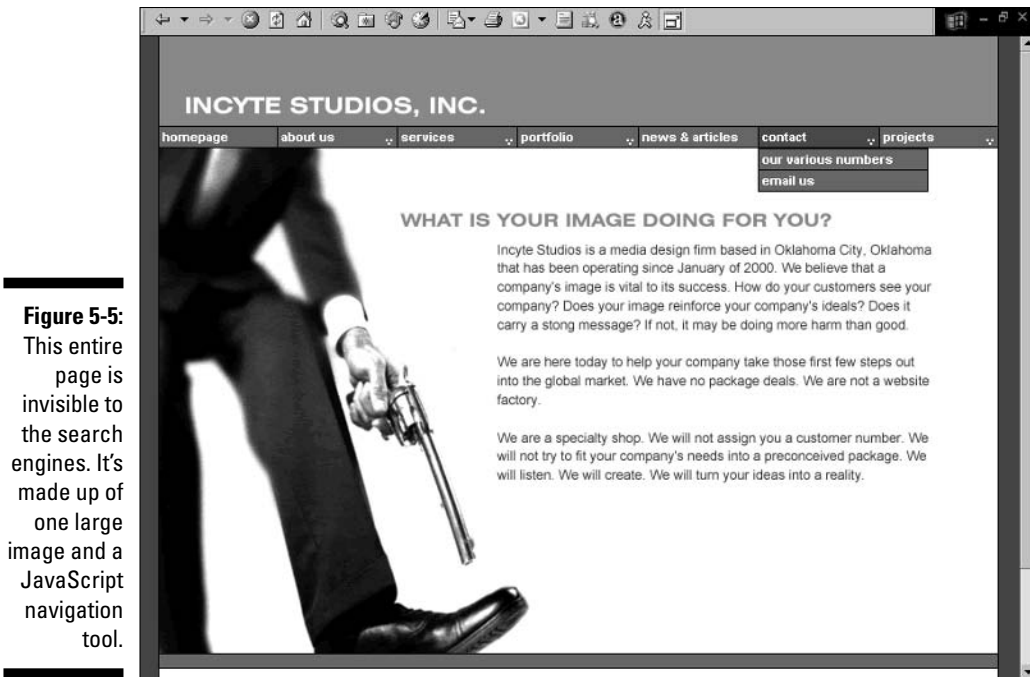 INCYTE STUDIOS, INC.
homepage about us services portfolio news & articles contact projects
our various numbers
email us
WHAT IS YOUR IMAGE DOING FOR YOU?
Incyte Studios is a media design firm based in Oklahoma City, Oklahoma
that has been operating since January of 2000. We believe that a
company's image is vital to its success. How do your customers see your
company? Does your image reinforce your company's ideals? Does it
carry a stong message? If not, it may be doing more harm than good.
We are here today to help your company take those first few steps out
into the global market. We have no package deals. We are not a website
factory.
We are a specialty shop. We will not assign you a customer number. We
will not try to fit your company's needs into a preconceived package. We
will listen. We will create. We will turn your ideas into a reality.
Figure 5-5:
This entire
page is
invisible to
the search
engines. It's
made up of
one large
image and a
JavaScript
navigation
tool.